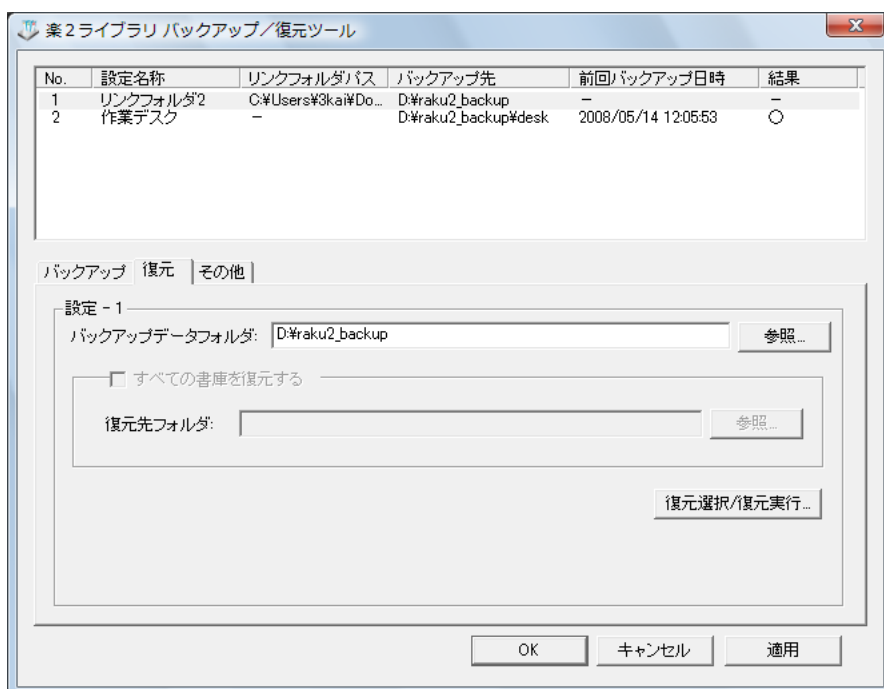 楽2ライブラリ バックアップ/復元ツール
No. 設定名称 リンクフォルダパス バックアップ先 前回バックアップ日時 結果
1 リンクフォルダ2 C:¥Users¥3kai¥Do... D:¥raku2_backup － －
2 作業デスク － D:¥raku2_backup¥desk 2008/05/14 12:05:53 ○
バックアップ 復元 その他
設定 - 1
バックアップデータフォルダ: D:¥raku2_backup 参照...
すべての書庫を復元する
復元先フォルダ: 参照...
復元選択/復元実行...
OK キャンセル 適用